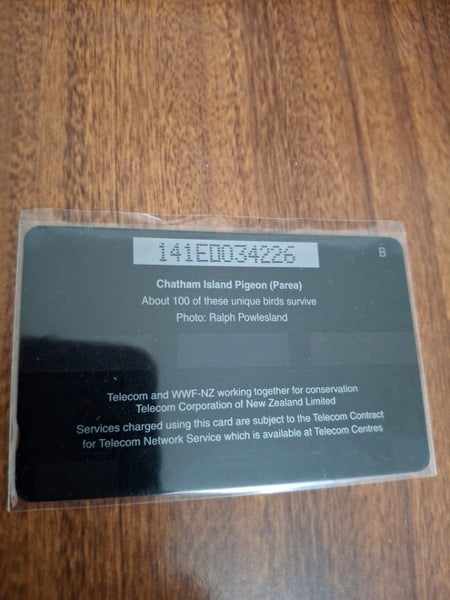 141EDO34226
B
Chatham Island Pigeon (Parea)
About 100 of these unique birds survive
Photo: Ralph Powlesland
Telecom and WWF-NZ working together for conservation
Telecom Corporation of New Zealand Limited
Services charged using this card are subject to the Telecom Contract
for Telecom Network Service which is available at Telecom Centres